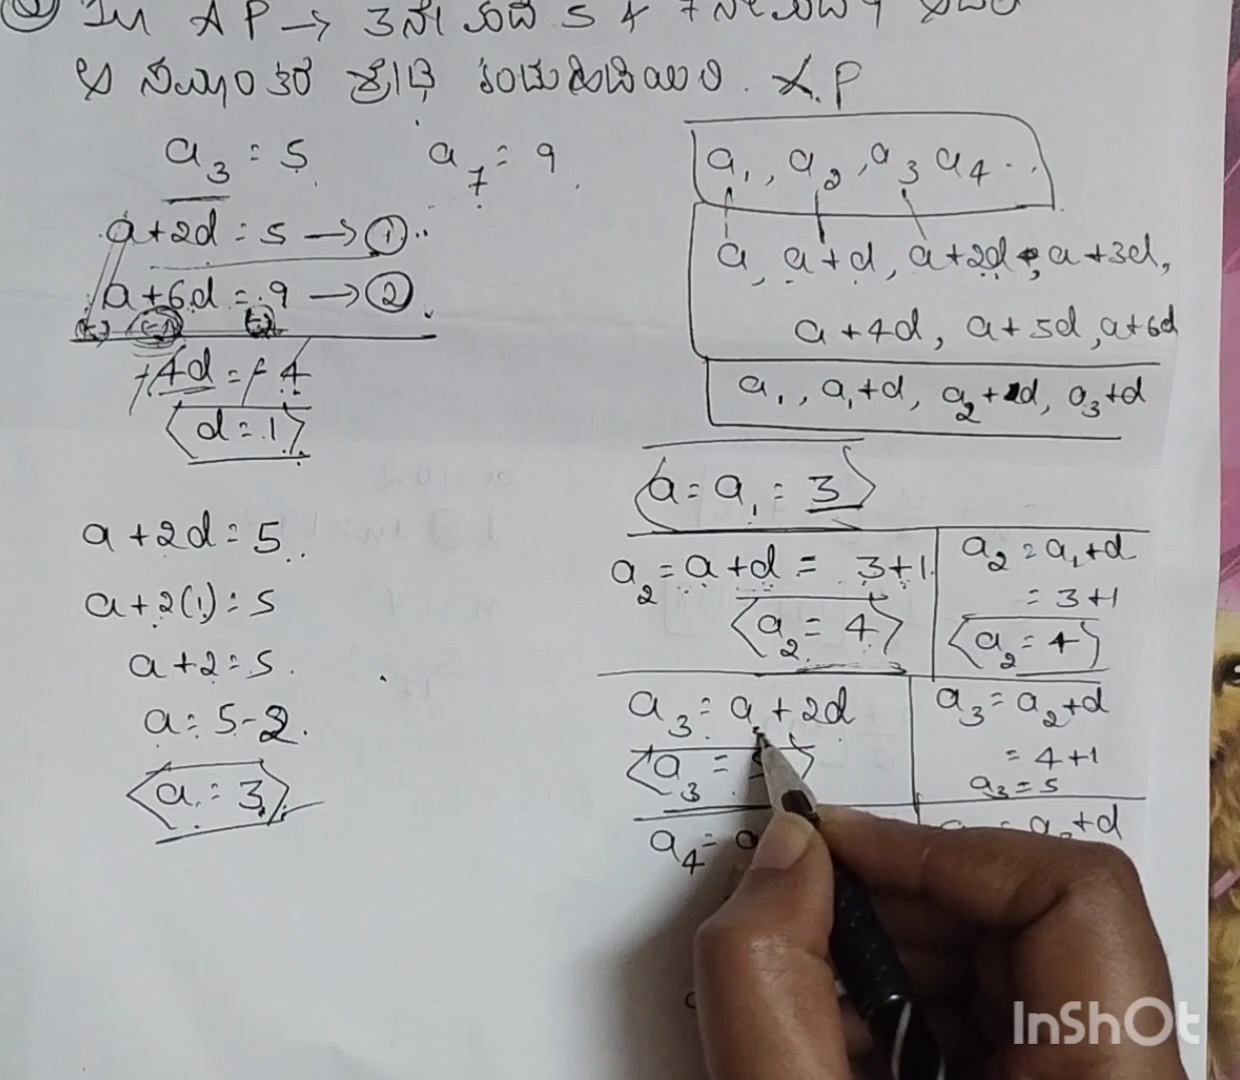 AP → 3ನೇ ಪದ 5 & 7ನೇ ಪದ 9
ಆ ಸಮಾಂತರ ಶ್ರೇಢಿ ಕಂಡುಹಿಡಿಯಿರಿ. A.P
a₃ = 5 a₇ = 9
a+2d = 5 → ①
a+6d = 9 → ②
(-) (-) (-)
4d = 4
d = 1
a + 2d = 5
a + 2(1) = 5
a + 2 = 5
a = 5-2
a = 3
a₁, a₂, a₃ a₄ ...
a, a+d, a+2d, a+3d,
a+4d, a+5d, a+6d
a₁, a₁+d, a₂+d, a₃+d
a = a₁ = 3
a₂ = a+d = 3+1
a₂ = 4
a₂ = a₁+d
= 3+1
a₂ = 4
a₃ = a + 2d
a₃ =
a₃ = a₂+d
= 4+1
a₃ = 5
a₄ = a
+d
InShOt